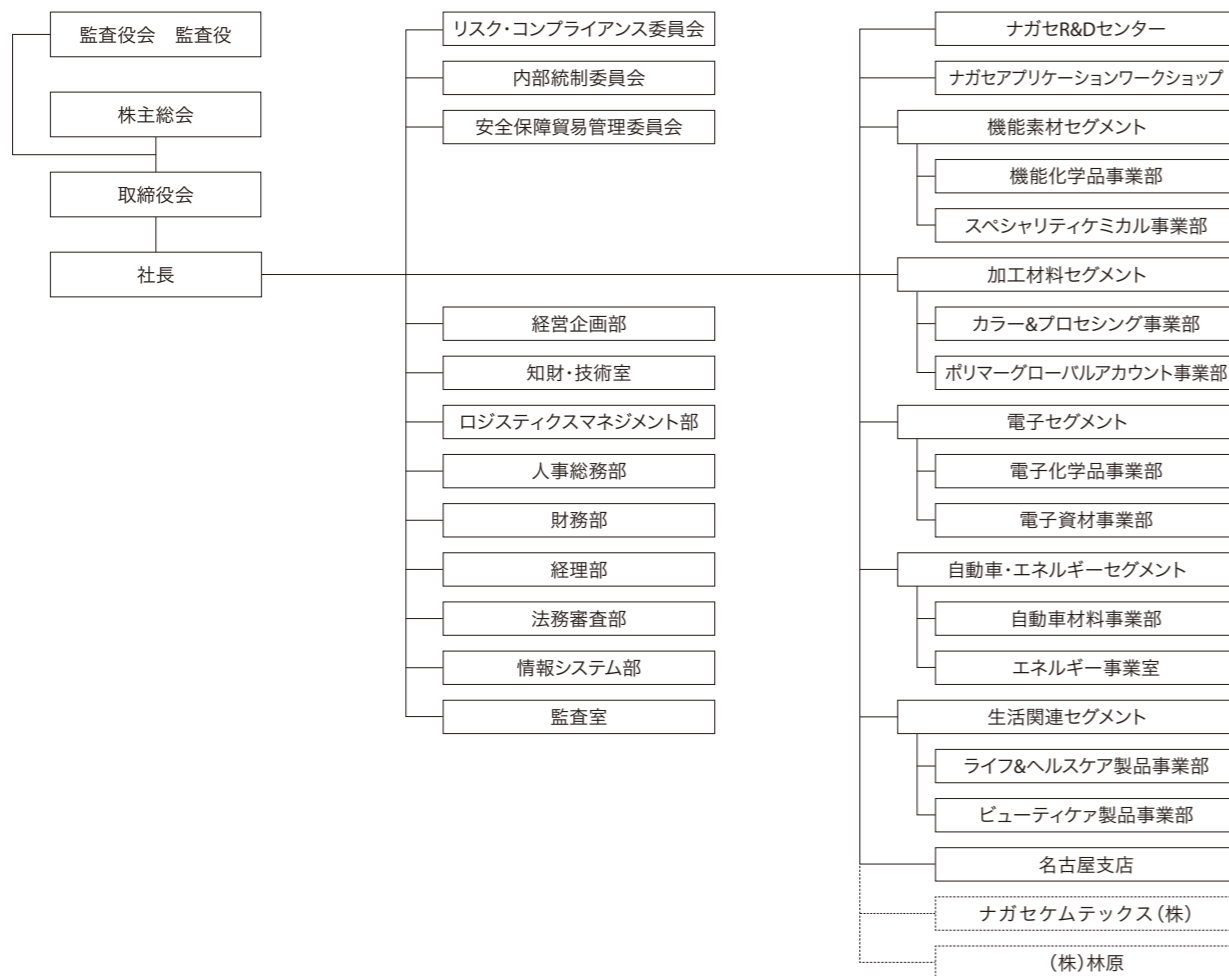 監査役会 監査役
株主総会
取締役会
社長
リスク・コンプライアンス委員会
内部統制委員会
安全保障貿易管理委員会
経営企画部
知財・技術室
ロジスティクスマネジメント部
人事総務部
財務部
経理部
法務審査部
情報システム部
監査室
ナガセR&Dセンター
ナガセアプリケーションワークショップ
機能素材セグメント
機能化学品事業部
スペシャリティケミカル事業部
加工材料セグメント
カラー&プロセシング事業部
ポリマーグローバルアカウント事業部
電子セグメント
電子化学品事業部
電子資材事業部
自動車・エネルギーセグメント
自動車材料事業部
エネルギー事業室
生活関連セグメント
ライフ&ヘルスケア製品事業部
ビューティケァ製品事業部
名古屋支店
ナガセケムテックス(株)
(株)林原